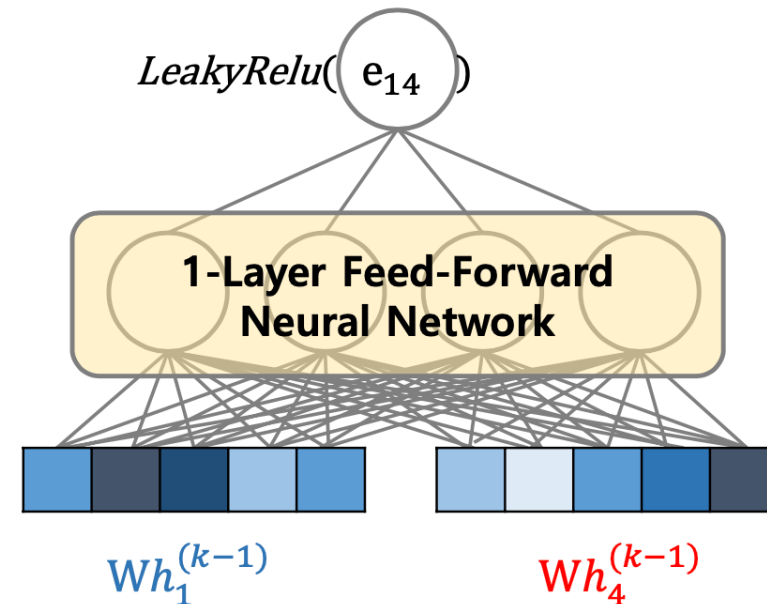 LeakyRelu( e₁₄ )
1-Layer Feed-Forward
Neural Network
Wh₁⁽ᵏ⁻¹⁾ Wh₄⁽ᵏ⁻¹⁾